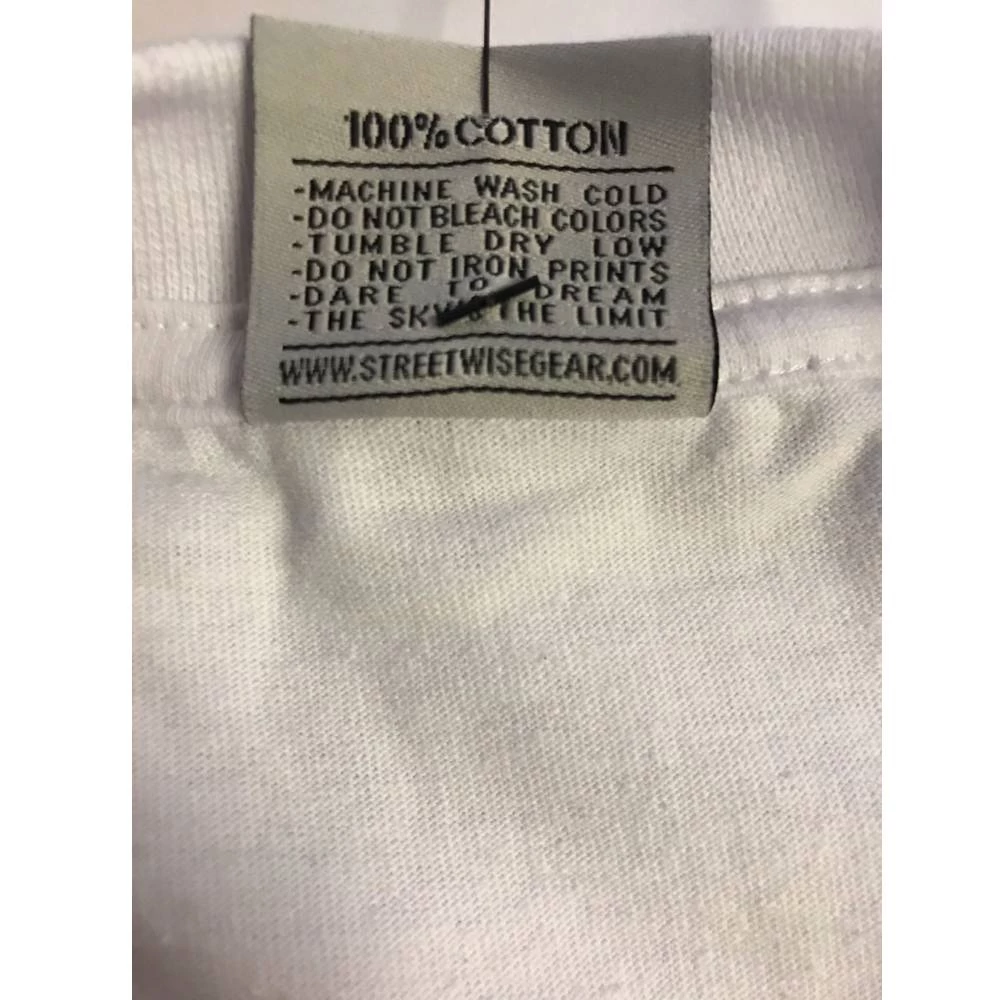 100% COTTON
-MACHINE WASH COLD
-DO NOT BLEACH COLORS
-TUMBLE DRY LOW
-DO NOT IRON PRINTS
-DARE TO DREAM
-THE SKY'S THE LIMIT
WWW.STREETWISEGEAR.COM